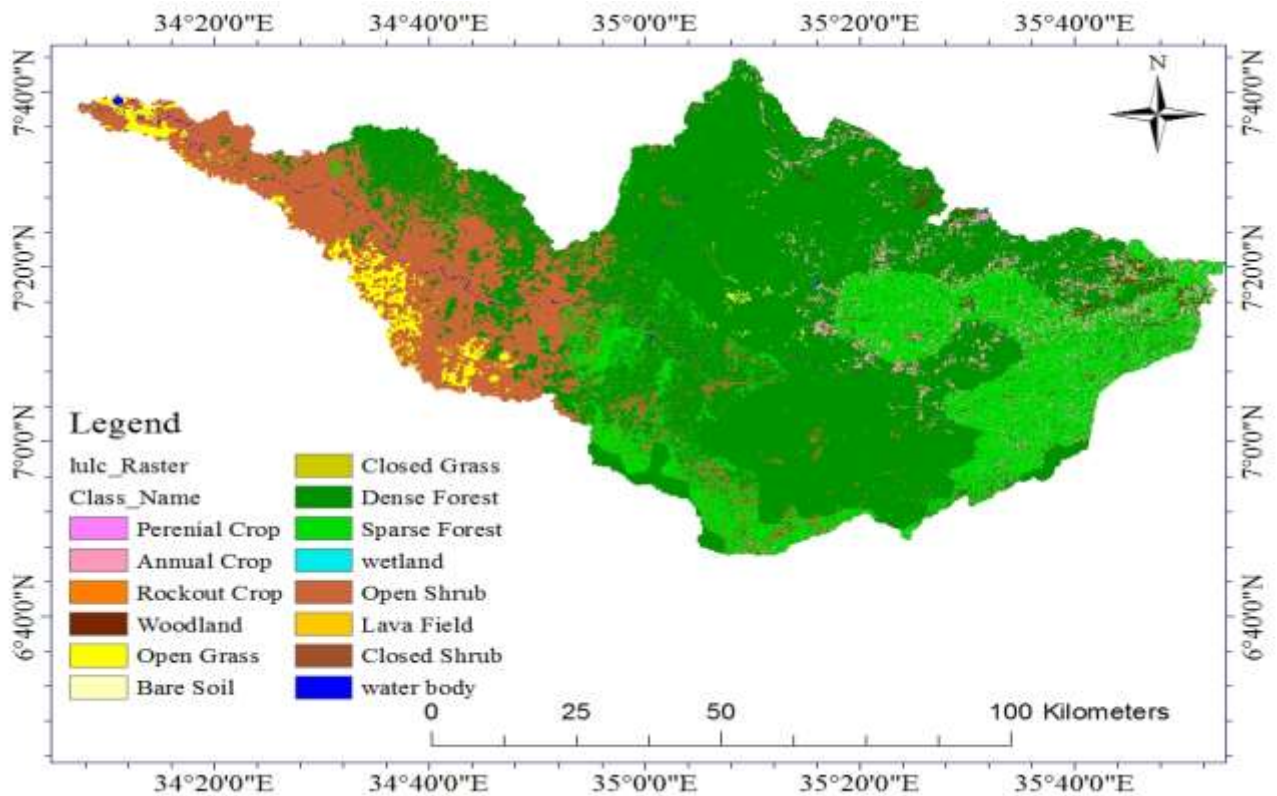 34°20'0"E 34°40'0"E 35°0'0"E 35°20'0"E 35°40'0"E
N
7°40'0"N 7°40'0"N
7°20'0"N 7°20'0"N
7°0'0"N 7°0'0"N
6°40'0"N 6°40'0"N
Legend
lulc_Raster
Class_Name
Perenial Crop
Annual Crop
Rockout Crop
Woodland
Open Grass
Bare Soil
Closed Grass
Dense Forest
Sparse Forest
wetland
Open Shrub
Lava Field
Closed Shrub
water body
0 25 50 100 Kilometers
34°20'0"E 34°40'0"E 35°0'0"E 35°20'0"E 35°40'0"E